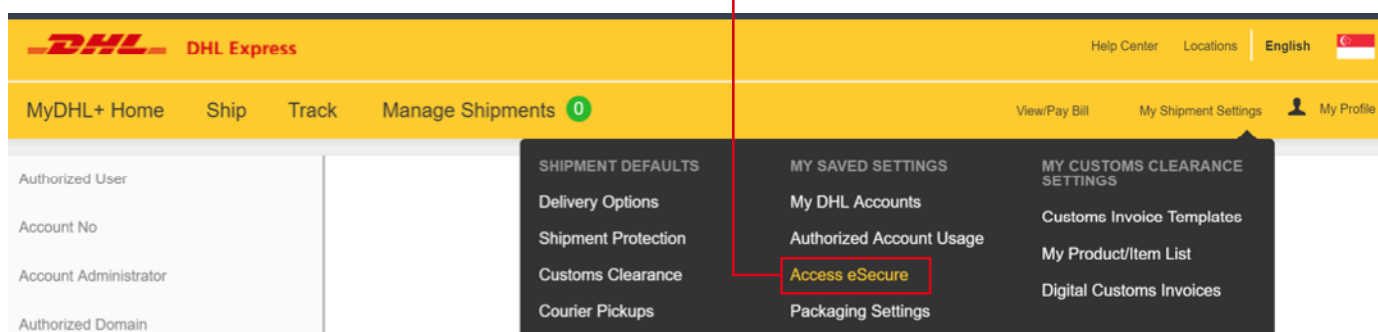 DHL DHL Express
Help Center Locations English
MyDHL+ Home Ship Track Manage Shipments 0
View/Pay Bill My Shipment Settings My Profile
Authorized User
Account No
Account Administrator
Authorized Domain
SHIPMENT DEFAULTS
Delivery Options
Shipment Protection
Customs Clearance
Courier Pickups
MY SAVED SETTINGS
My DHL Accounts
Authorized Account Usage
Access eSecure
Packaging Settings
MY CUSTOMS CLEARANCE
SETTINGS
Customs Invoice Templates
My Product/Item List
Digital Customs Invoices